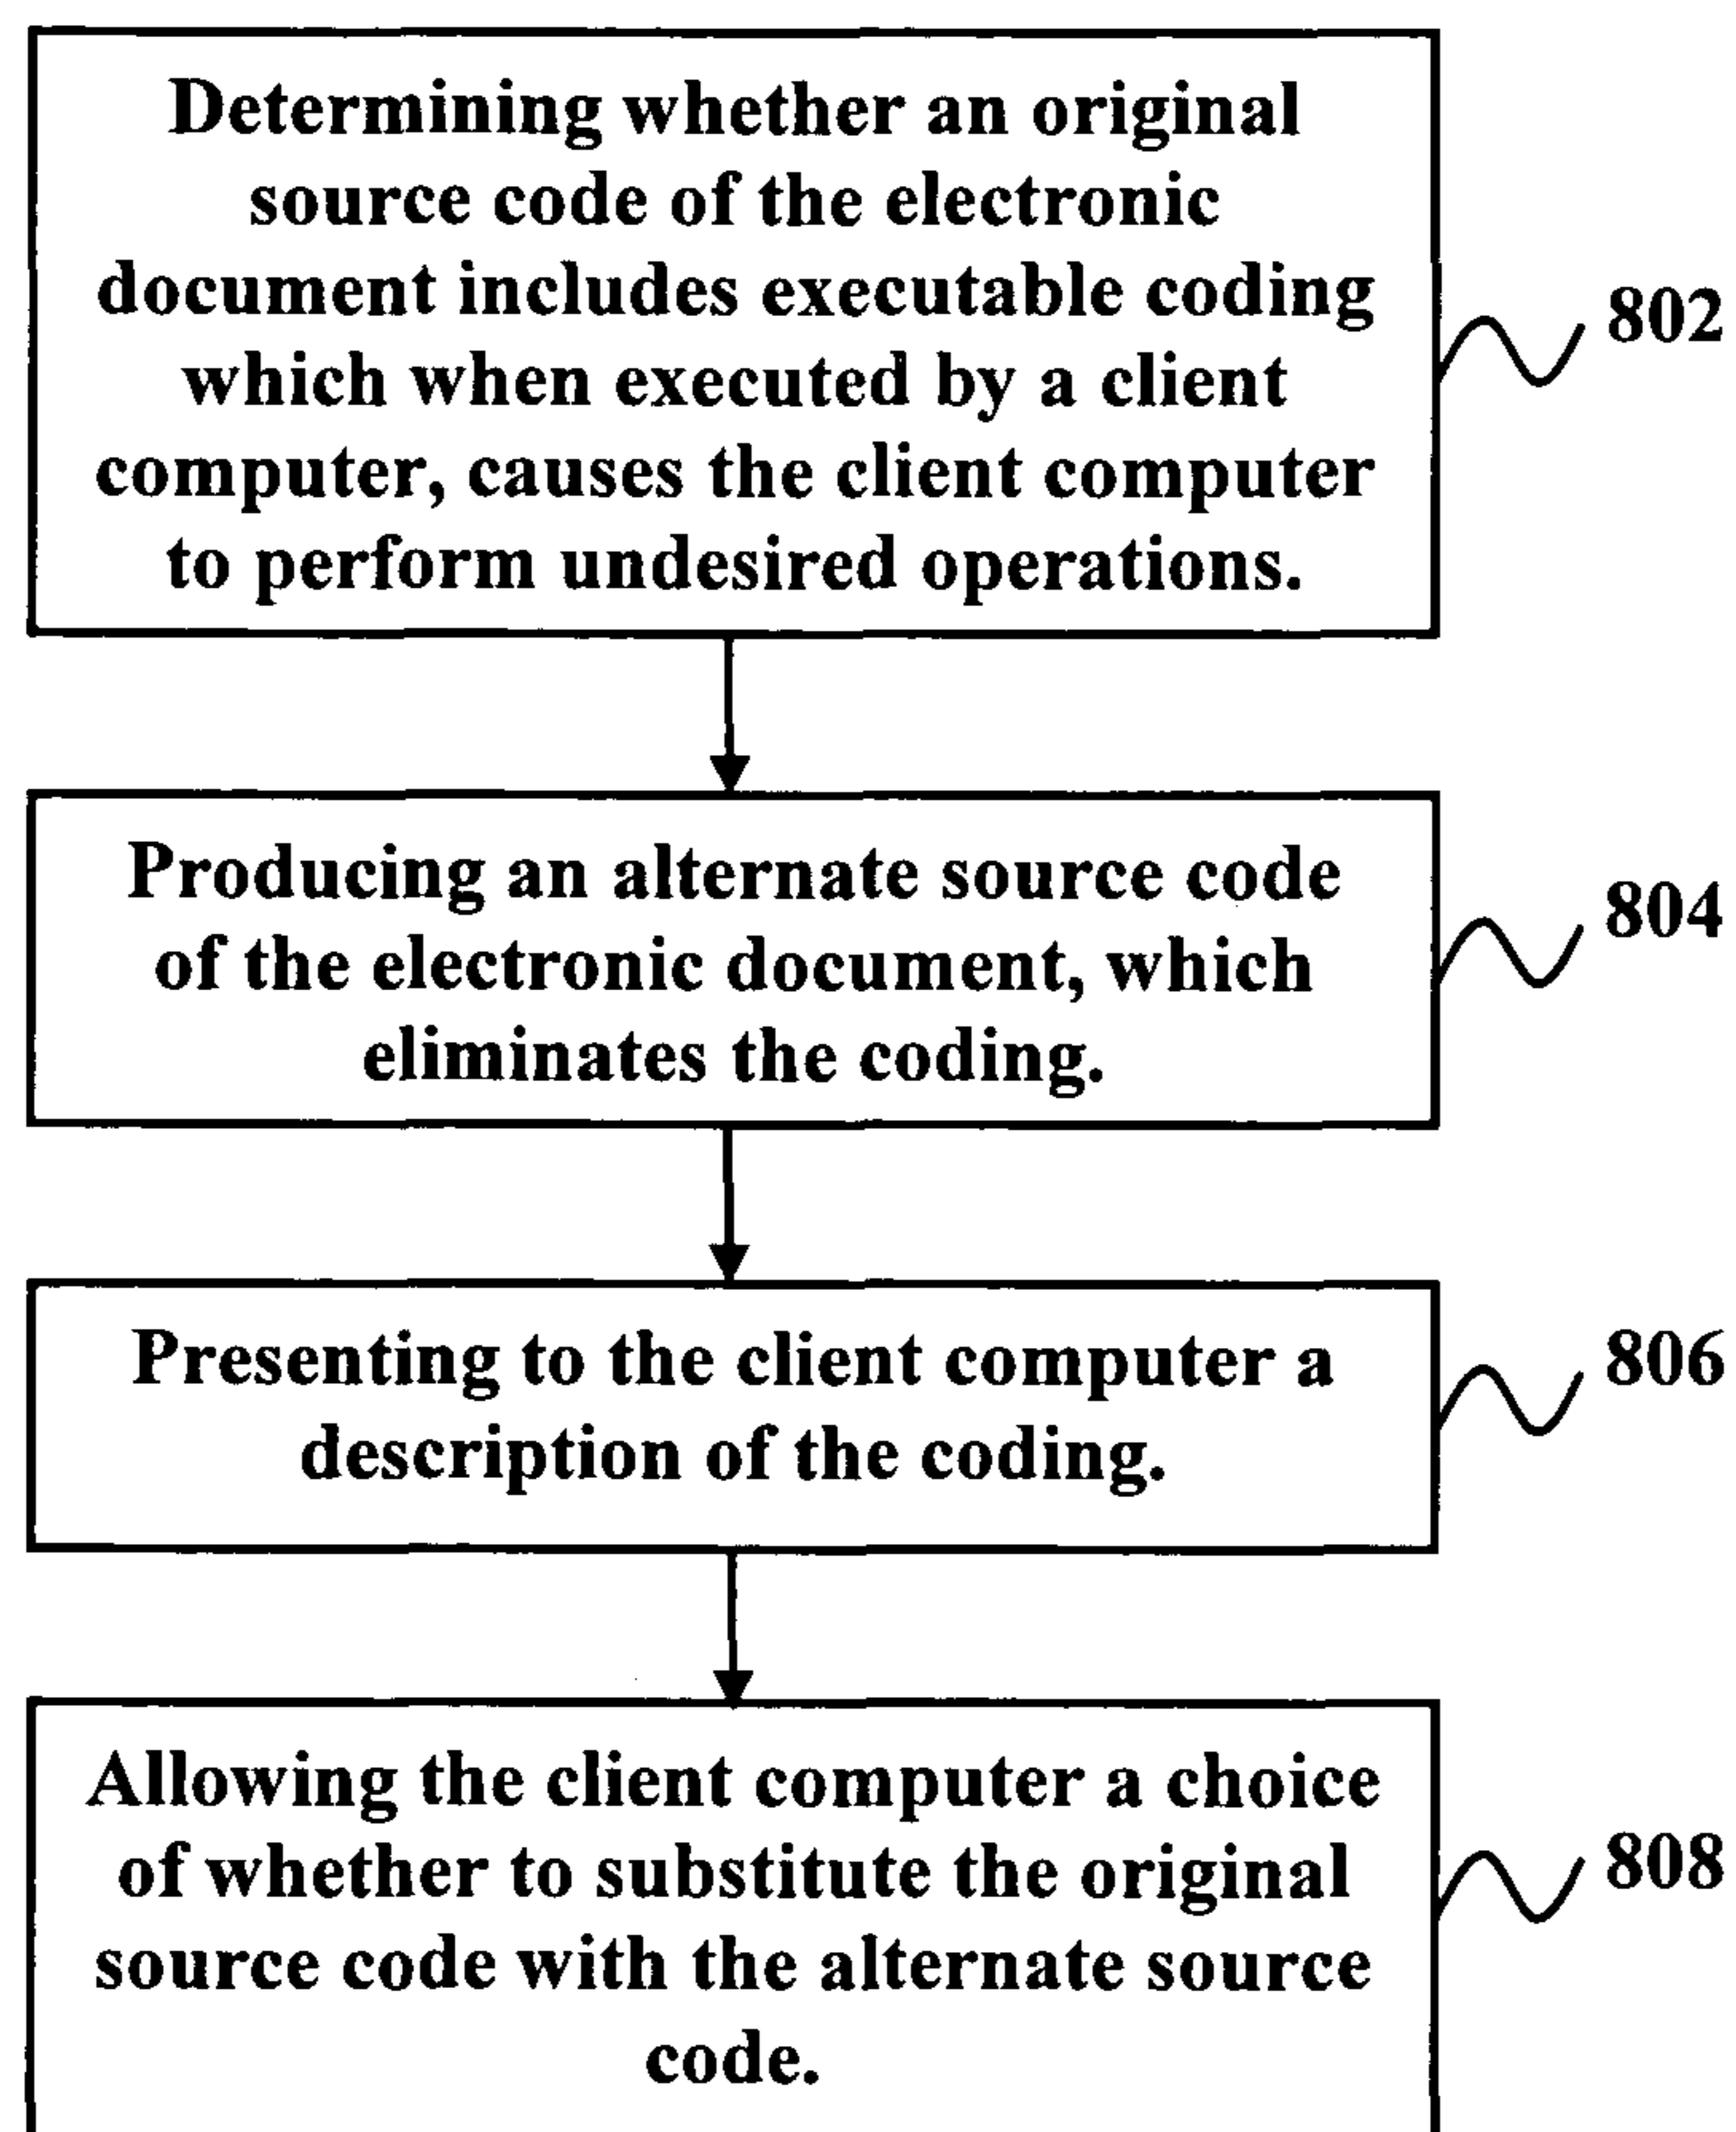 Determining whether an original
source code of the electronic
document includes executable coding
which when executed by a client
computer, causes the client computer
to perform undesired operations.
802
Producing an alternate source code
of the electronic document, which
eliminates the coding.
804
Presenting to the client computer a
description of the coding.
806
Allowing the client computer a choice
of whether to substitute the original
source code with the alternate source
code.
808